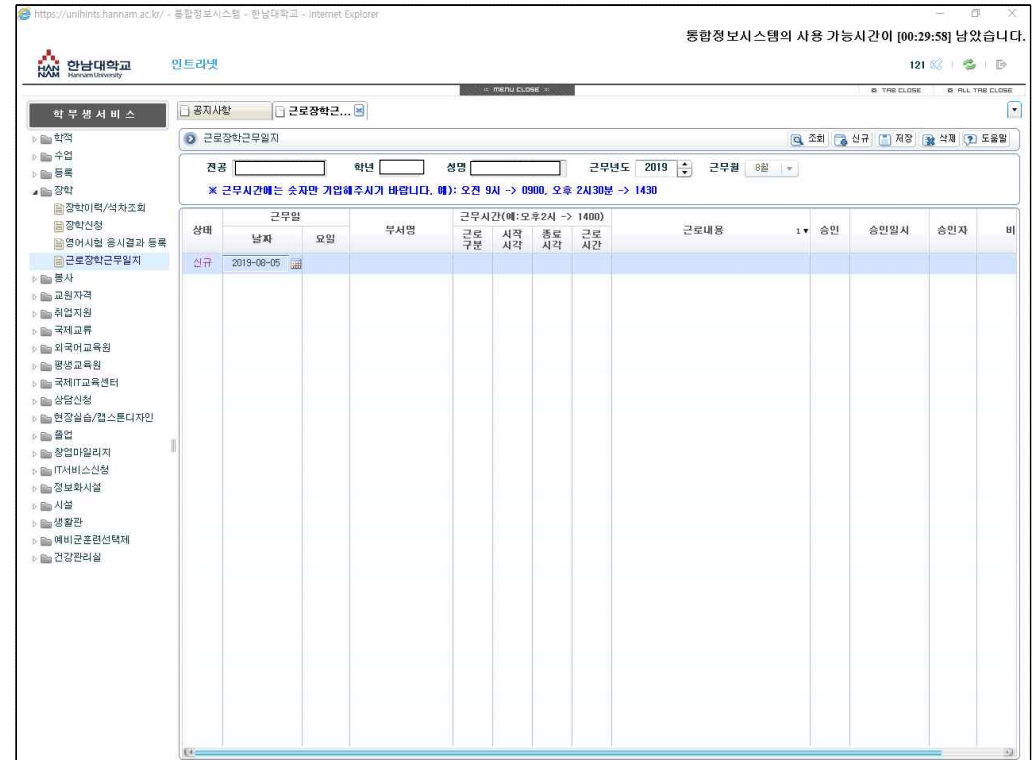 https://unihints.hannam.ac.kr/ - 통합정보시스템 - 한남대학교 - Internet Explorer
통합정보시스템의 사용 가능시간이 [00:29:58] 남았습니다.
HAN NAM 한남대학교 Hannam University
인트라넷
121
:: MENU CLOSE ::
TAB CLOSE
ALL TAB CLOSE
학부생서비스
공지사항
근로장학근...
학적
수업
등록
장학
장학이력/석차조회
장학신청
영어시험 응시결과 등록
근로장학근무일지
봉사
교원자격
취업지원
국제교류
외국어교육원
평생교육원
국제IT교육센터
상담신청
현장실습/캡스톤디자인
졸업
창업마일리지
IT서비스신청
정보화시설
시설
생활관
예비군훈련선택제
건강관리실
근로장학근무일지
조회 신규 저장 삭제 도움말
전공 학년 성명 근무년도 2019 근무월 8월
※ 근무시간에는 숫자만 기입해주시기 바랍니다. 예): 오전 9시 -> 0900, 오후 2시30분 -> 1430
상태 근무일 부서명 근무시간(예:오후2시 -> 1400) 근로내용 1▼ 승인 승인일시 승인자 비
날짜 요일 근로구분 시작시각 종료시각 근로시간
신규 2019-08-05